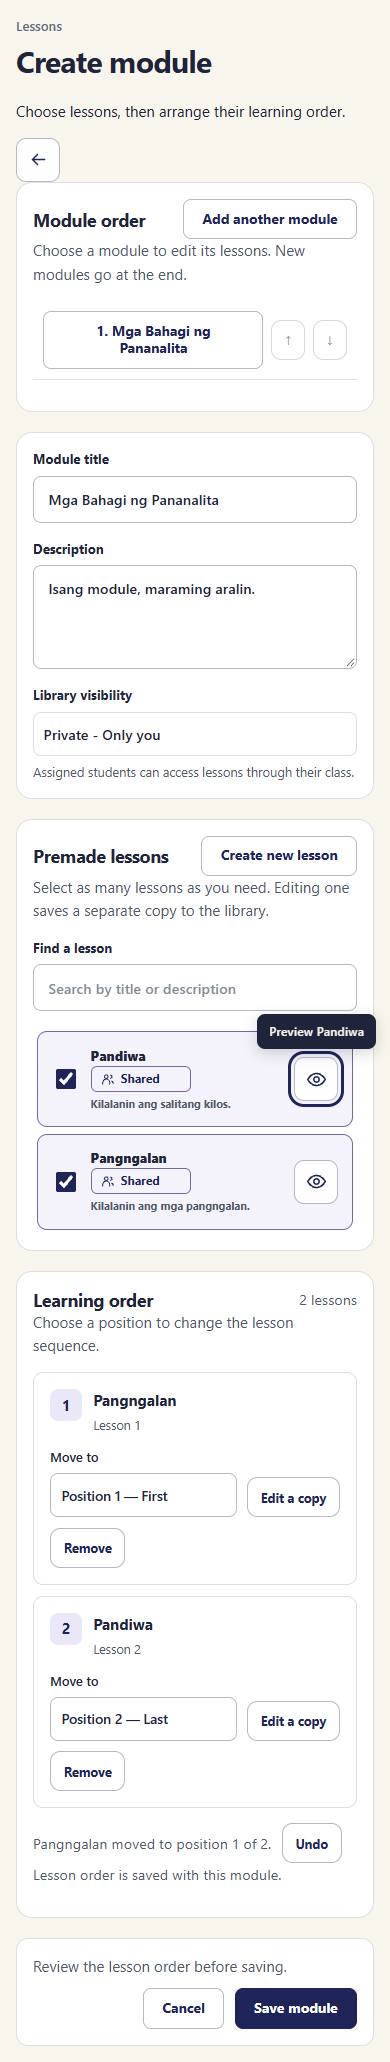 Lessons
Create module
Choose lessons, then arrange their learning order.
←
Module order
Add another module
Choose a module to edit its lessons. New
modules go at the end.
1. Mga Bahagi ng
Pananalita
↑ ↓
Module title
Mga Bahagi ng Pananalita
Description
Isang module, maraming aralin.
Library visibility
Private - Only you
Assigned students can access lessons through their class.
Premade lessons
Create new lesson
Select as many lessons as you need. Editing one
saves a separate copy to the library.
Find a lesson
Search by title or description
Preview Pandiwa
Pandiwa
Shared
Kilalanin ang salitang kilos.
Pangngalan
Shared
Kilalanin ang mga pangngalan.
Learning order
2 lessons
Choose a position to change the lesson
sequence.
1
Pangngalan
Lesson 1
Move to
Position 1 — First
Edit a copy
Remove
2
Pandiwa
Lesson 2
Move to
Position 2 — Last
Edit a copy
Remove
Pangngalan moved to position 1 of 2.
Undo
Lesson order is saved with this module.
Review the lesson order before saving.
Cancel
Save module